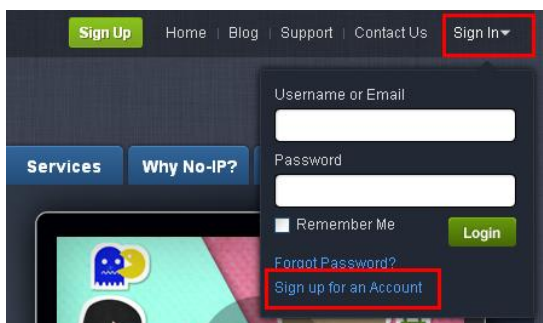 Sign Up Home | Blog | Support | Contact Us Sign In
Username or Email
Services Why No-IP?
Password
Remember Me Login
Forgot Password?
Sign up for an Account